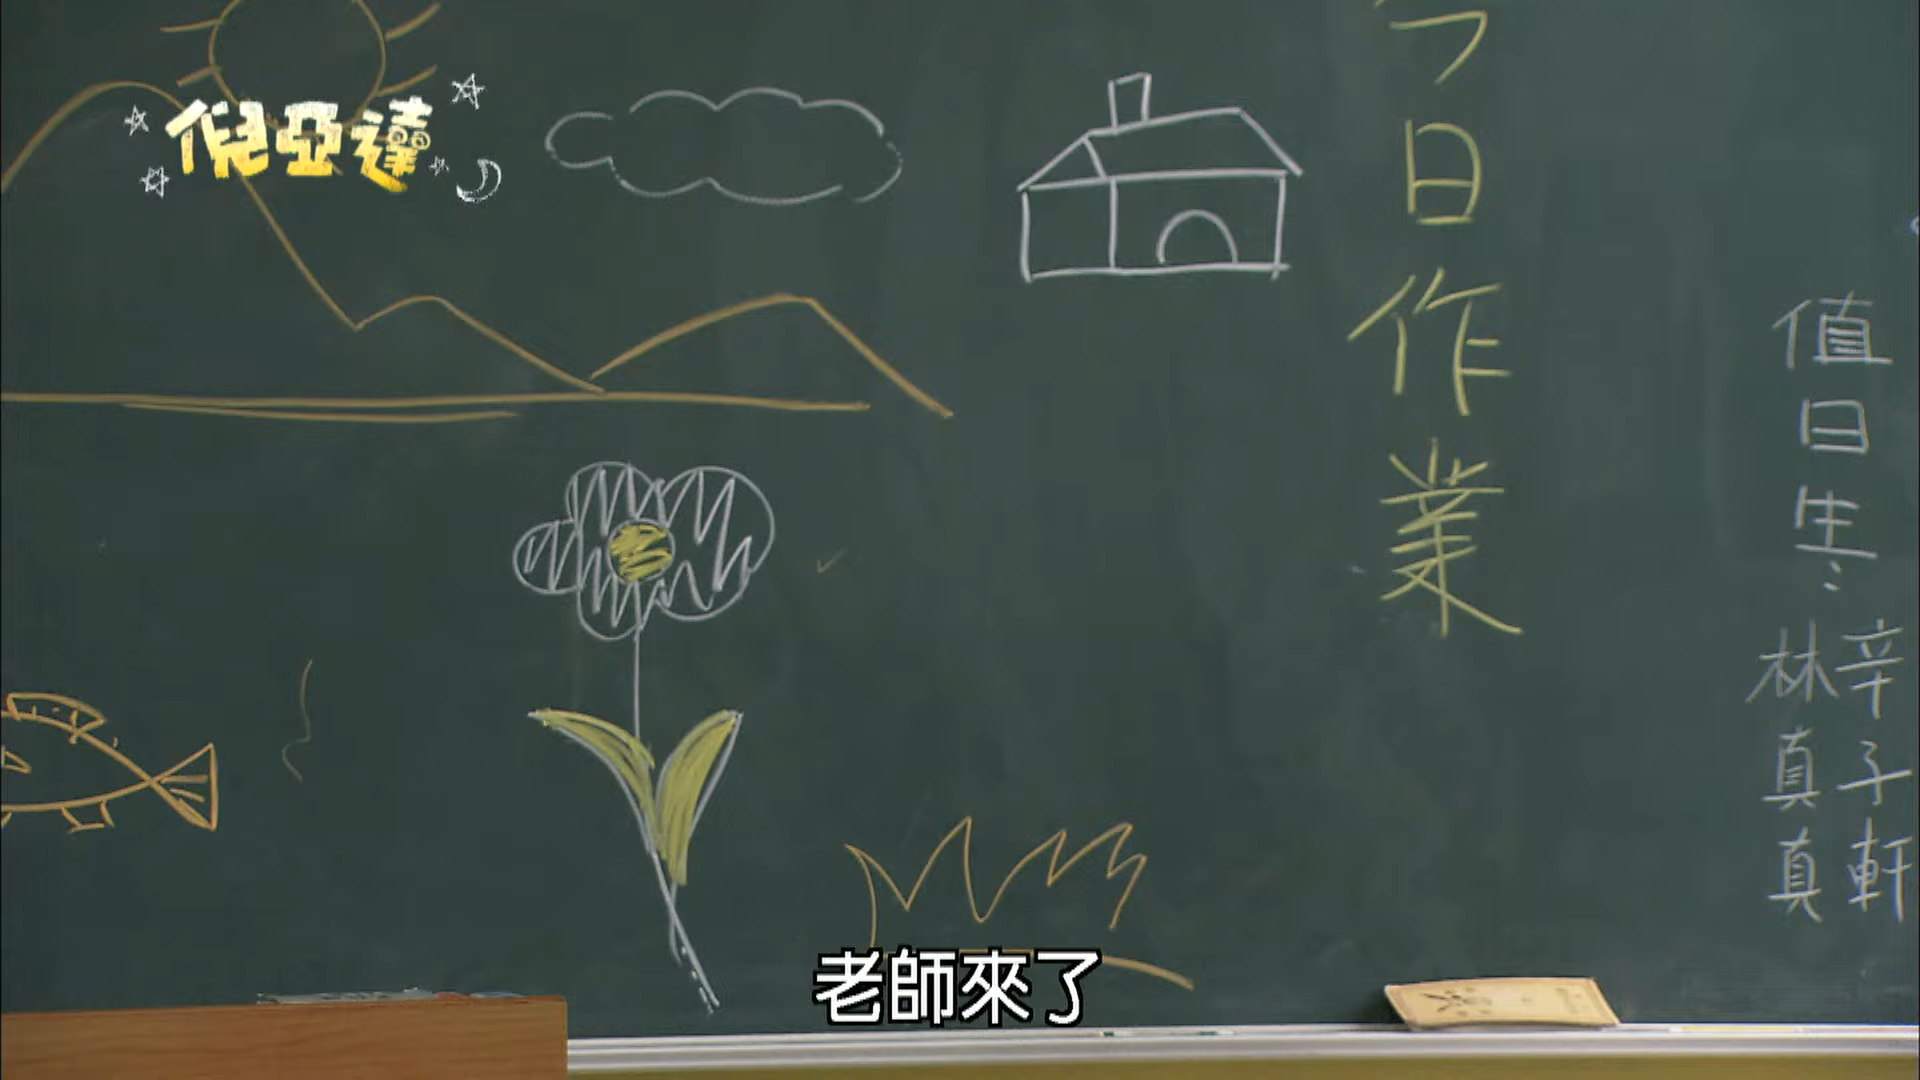 倪亞達
今日作業
值日生：
辛子軒
林真真
老師來了